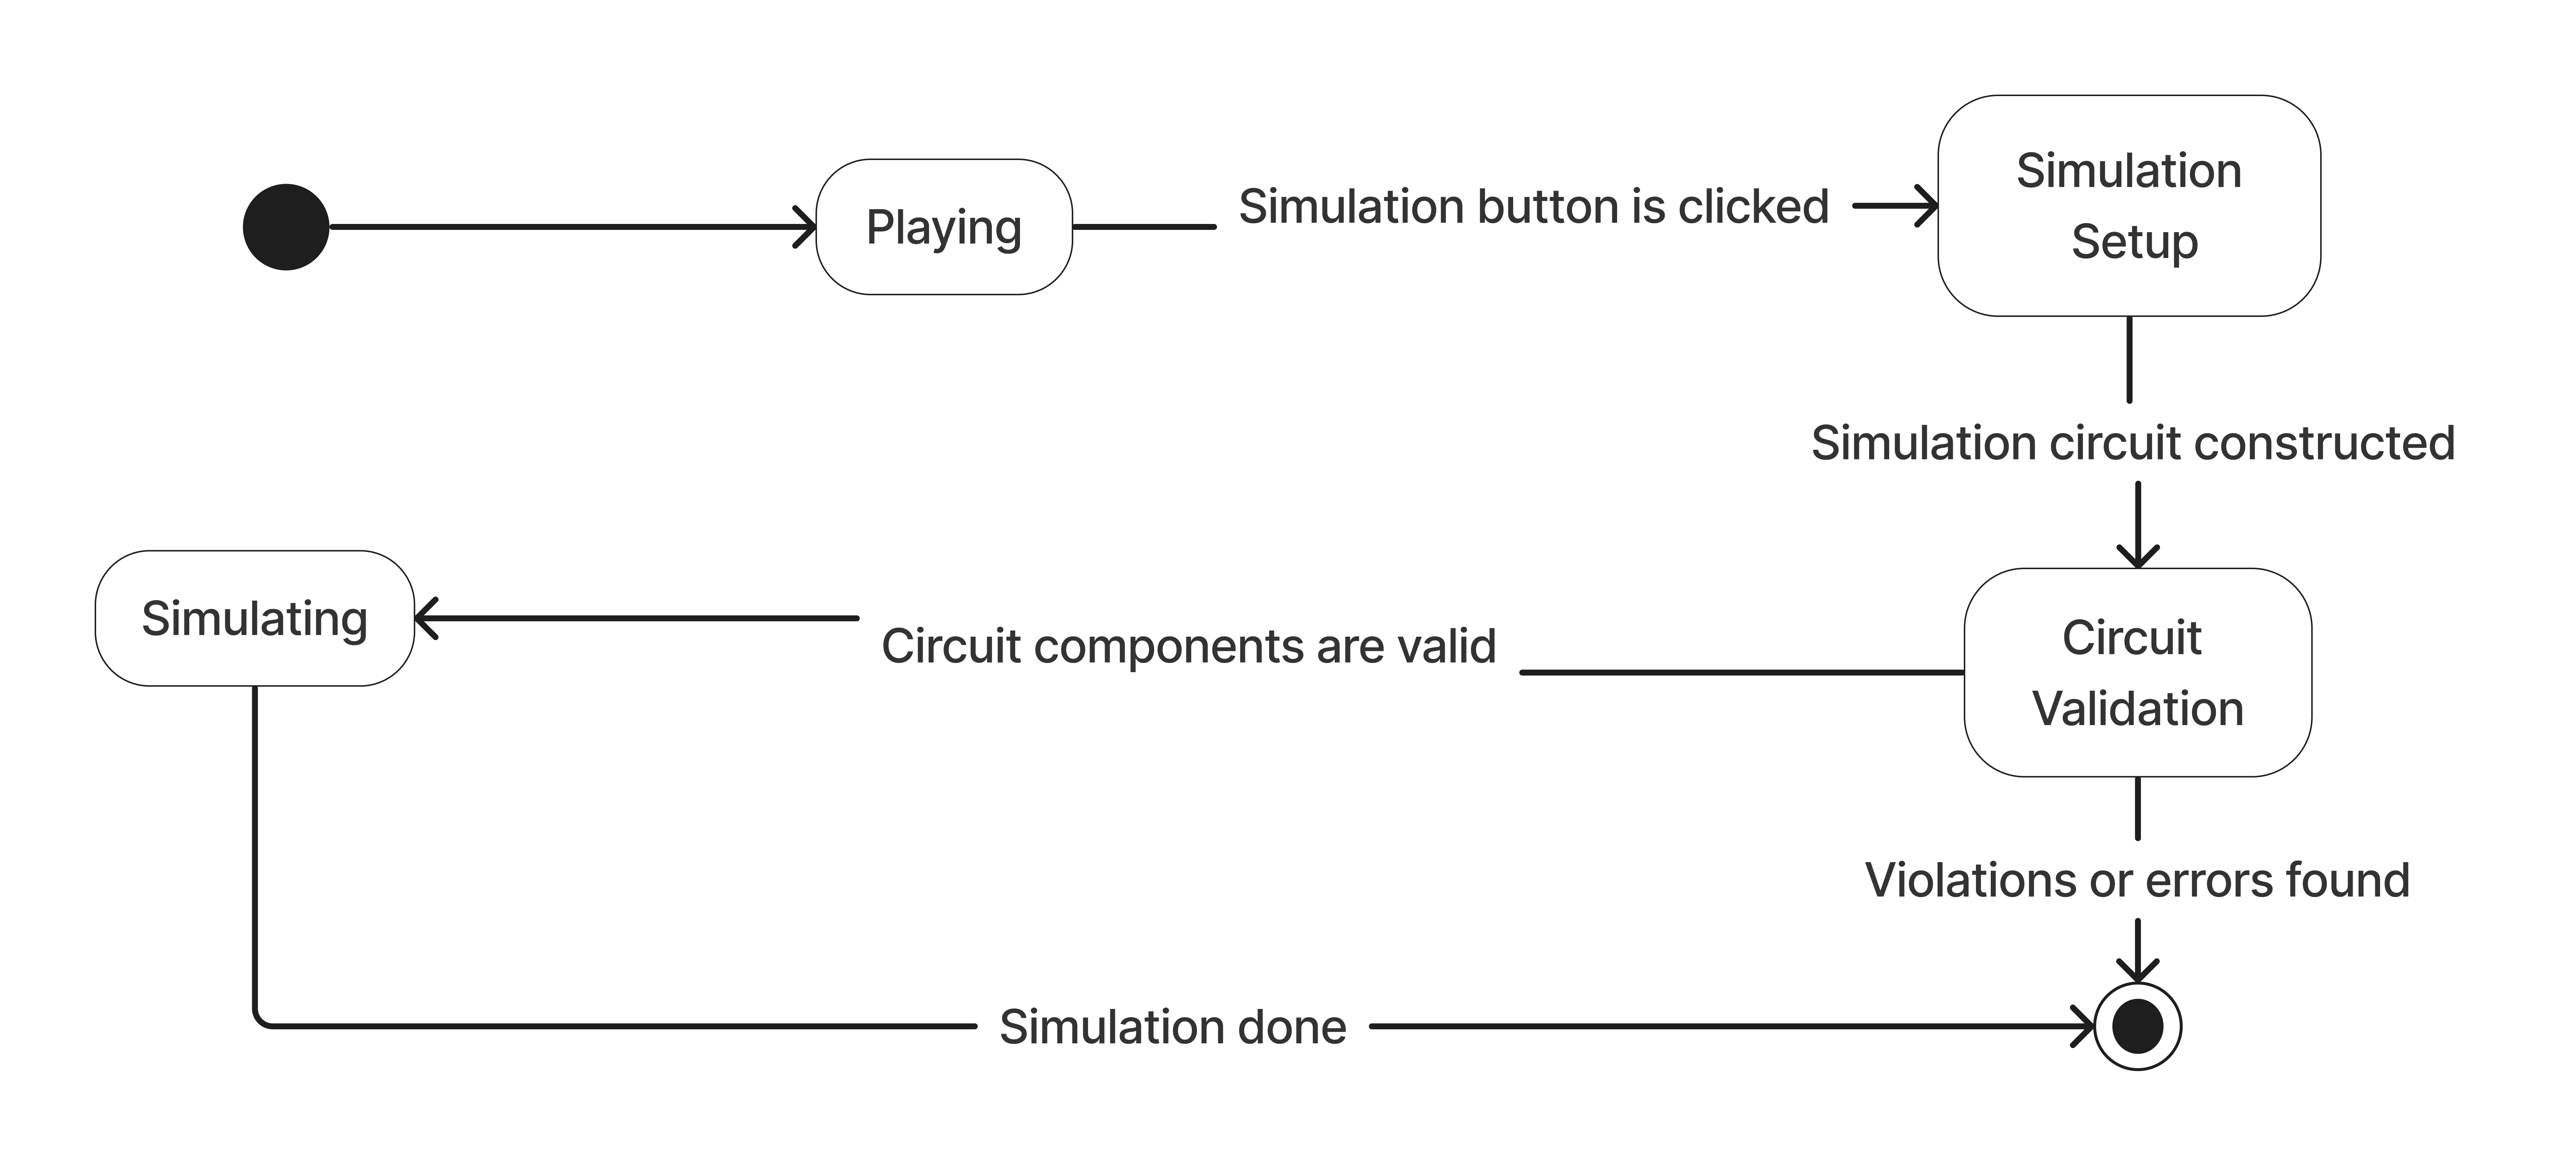 Playing
Simulation button is clicked
Simulation
Setup
Simulation circuit constructed
Simulating
Circuit components are valid
Circuit
Validation
Violations or errors found
Simulation done